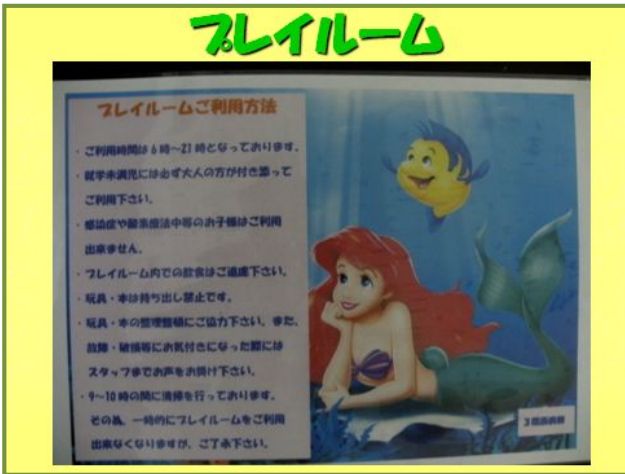 プレイルーム
プレイルームご利用方法
・ご利用時間は6時～21時となっております。
・就学未満児には必ず大人の方が付き添って
ご利用下さい。
・感染症や酸素療法中等のお子様はご利用
出来ません。
・プレイルーム内での飲食はご遠慮下さい。
・玩具・本は持ち出し禁止です。
・玩具・本の整理整頓にご協力下さい。また、
故障・破損等にお気付きになった際には
スタッフまでお声をお掛け下さい。
・9～10時の間に清掃を行っております。
その為、一時的にプレイルームをご利用
出来なくなりますが、ご了承下さい。
3階西病棟